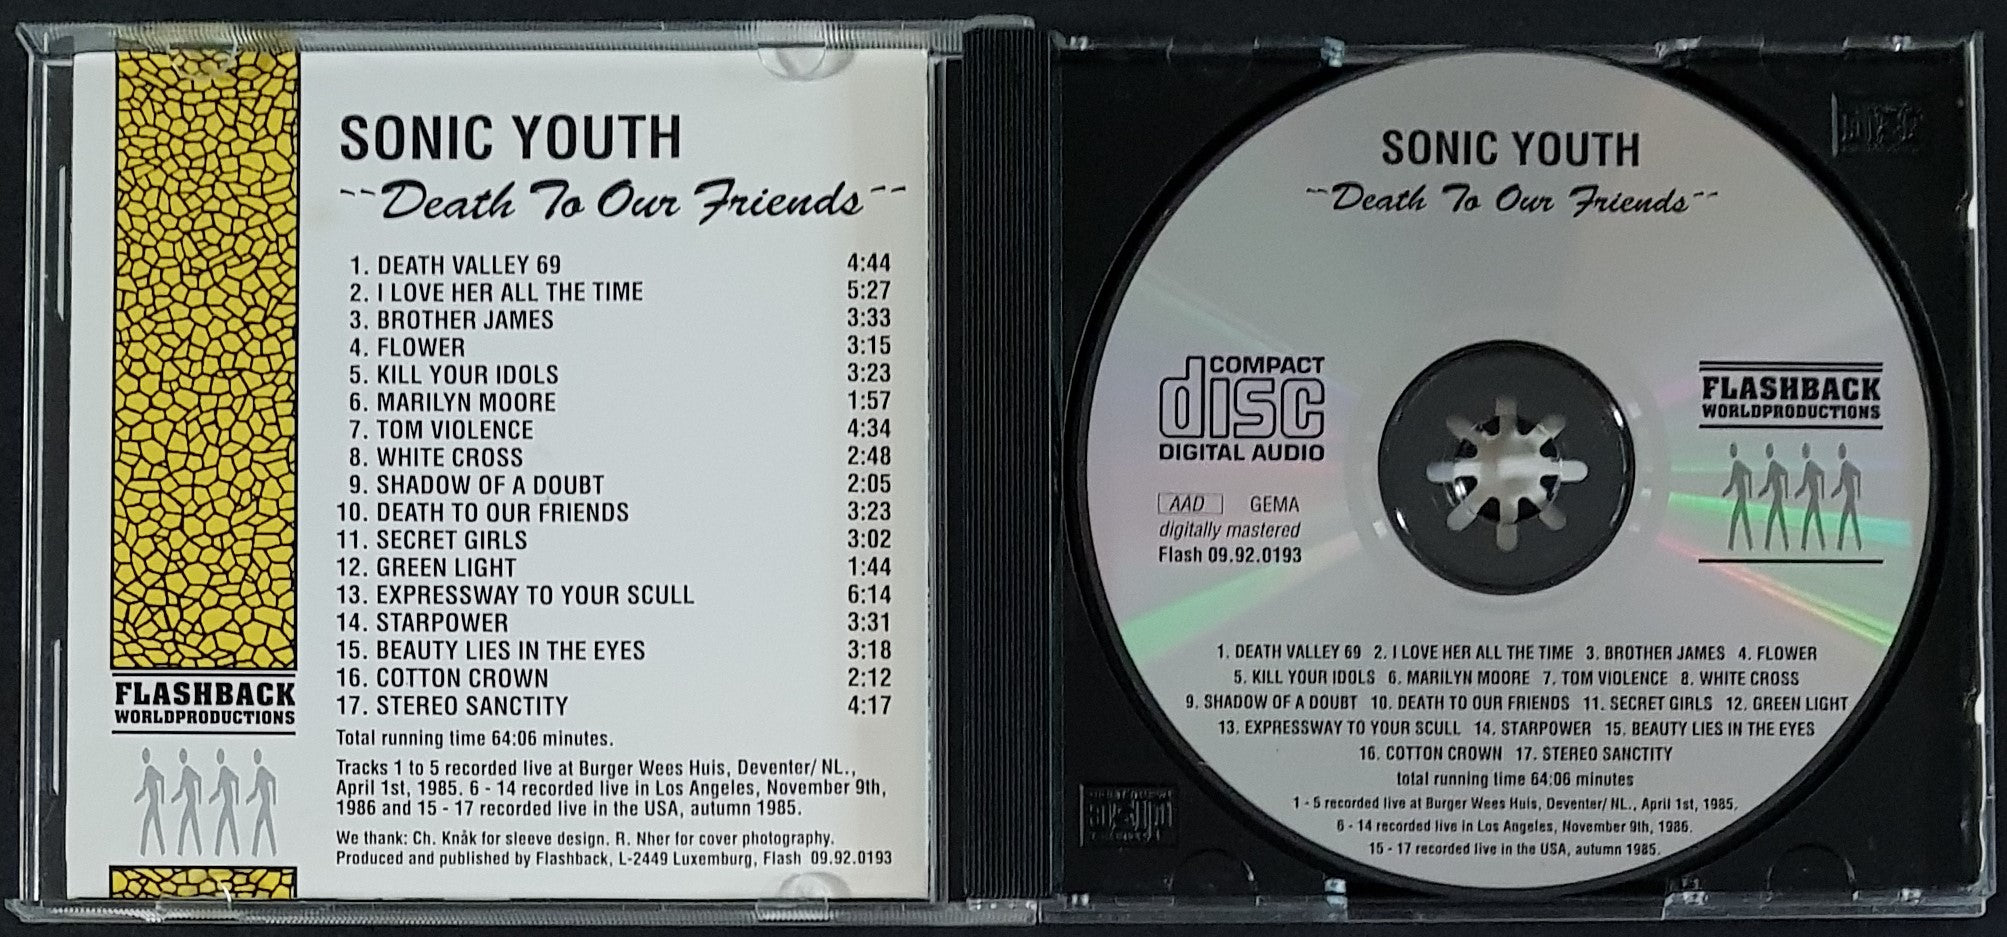 SONIC YOUTH
--Death To Our Friends--
1. DEATH VALLEY 69 4:44
2. I LOVE HER ALL THE TIME 5:27
3. BROTHER JAMES 3:33
4. FLOWER 3:15
5. KILL YOUR IDOLS 3:23
6. MARILYN MOORE 1:57
7. TOM VIOLENCE 4:34
8. WHITE CROSS 2:48
9. SHADOW OF A DOUBT 2:05
10. DEATH TO OUR FRIENDS 3:23
11. SECRET GIRLS 3:02
12. GREEN LIGHT 1:44
13. EXPRESSWAY TO YOUR SCULL 6:14
14. STARPOWER 3:31
15. BEAUTY LIES IN THE EYES 3:18
16. COTTON CROWN 2:12
17. STEREO SANCTITY 4:17
Total running time 64:06 minutes.
Tracks 1 to 5 recorded live at Burger Wees Huis, Deventer/ NL.,
April 1st, 1985. 6 - 14 recorded live in Los Angeles, November 9th,
1986 and 15 - 17 recorded live in the USA, autumn 1985.
We thank: Ch. Knåk for sleeve design. R. Nher for cover photography.
Produced and published by Flashback, L-2449 Luxemburg, Flash 09.92.0193
FLASHBACK
WORLDPRODUCTIONS
SONIC YOUTH
--Death To Our Friends--
COMPACT
disc
DIGITAL AUDIO
AAD GEMA
digitally mastered
Flash 09.92.0193
FLASHBACK
WORLDPRODUCTIONS
1. DEATH VALLEY 69 2. I LOVE HER ALL THE TIME 3. BROTHER JAMES 4. FLOWER
5. KILL YOUR IDOLS 6. MARILYN MOORE 7. TOM VIOLENCE 8. WHITE CROSS
9. SHADOW OF A DOUBT 10. DEATH TO OUR FRIENDS 11. SECRET GIRLS 12. GREEN LIGHT
13. EXPRESSWAY TO YOUR SCULL 14. STARPOWER 15. BEAUTY LIES IN THE EYES
16. COTTON CROWN 17. STEREO SANCTITY
total running time 64:06 minutes
1 - 5 recorded live at Burger Wees Huis, Deventer/ NL., April 1st, 1985.
6 - 14 recorded live in Los Angeles, November 9th, 1986.
15 - 17 recorded live in the USA, autumn 1985.